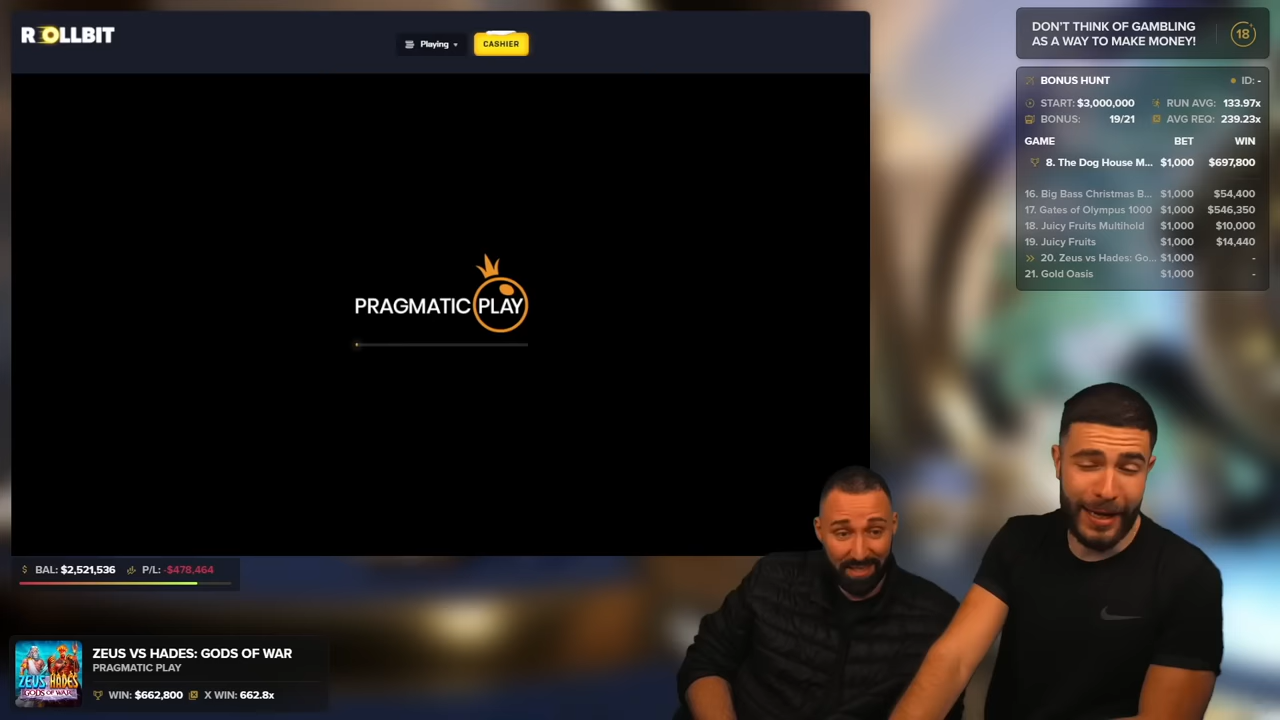 ROLLBIT
Playing
CASHIER
PRAGMATIC PLAY
DON'T THINK OF GAMBLING
AS A WAY TO MAKE MONEY!
18+
BONUS HUNT
ID: -
START: $3,000,000 RUN AVG: 133.97x
BONUS: 19/21 AVG REQ: 239.23x
GAME BET WIN
8. The Dog House M... $1,000 $697,800
16. Big Bass Christmas B... $1,000 $54,400
17. Gates of Olympus 1000 $1,000 $546,350
18. Juicy Fruits Multihold $1,000 $10,000
19. Juicy Fruits $1,000 $14,440
20. Zeus vs Hades: Go... $1,000 -
21. Gold Oasis $1,000 -
BAL: $2,521,536 P/L: -$478,464
ZEUS HADES
GODS OF WAR
ZEUS VS HADES: GODS OF WAR
PRAGMATIC PLAY
WIN: $662,800 X WIN: 662.8x